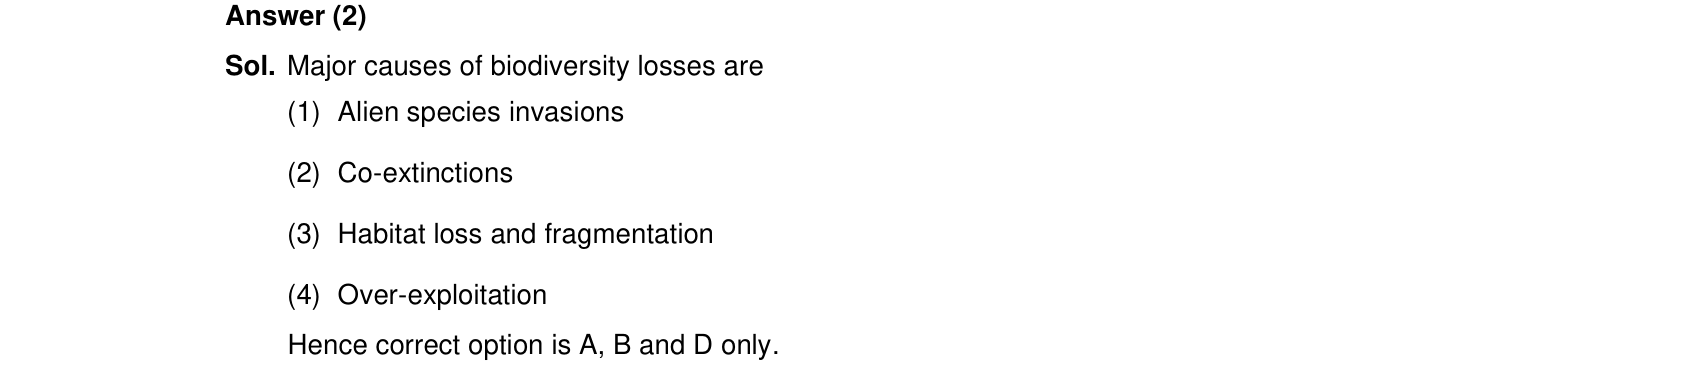 Answer (2)
Sol. Major causes of biodiversity losses are
(1) Alien species invasions
(2) Co-extinctions
(3) Habitat loss and fragmentation
(4) Over-exploitation
Hence correct option is A, B and D only.